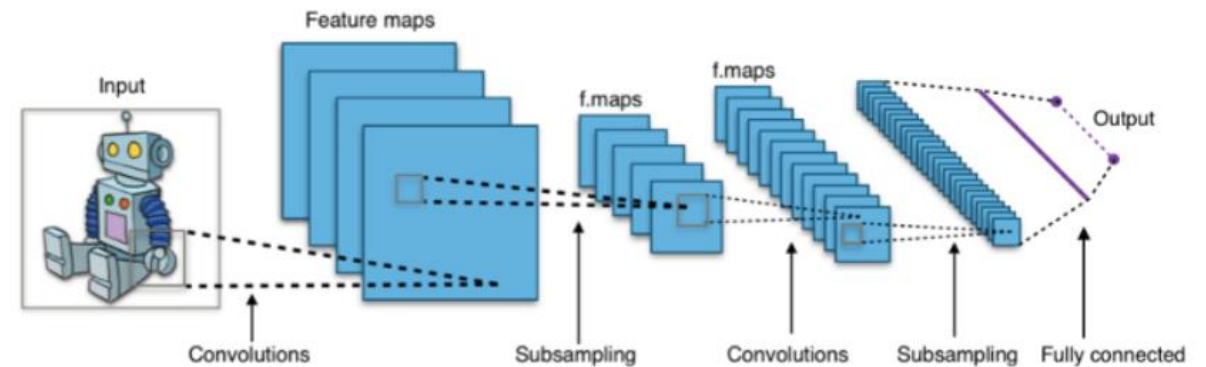 Feature maps
f.maps
Input
f.maps
Output
Convolutions
Subsampling
Convolutions
Subsampling
Fully connected